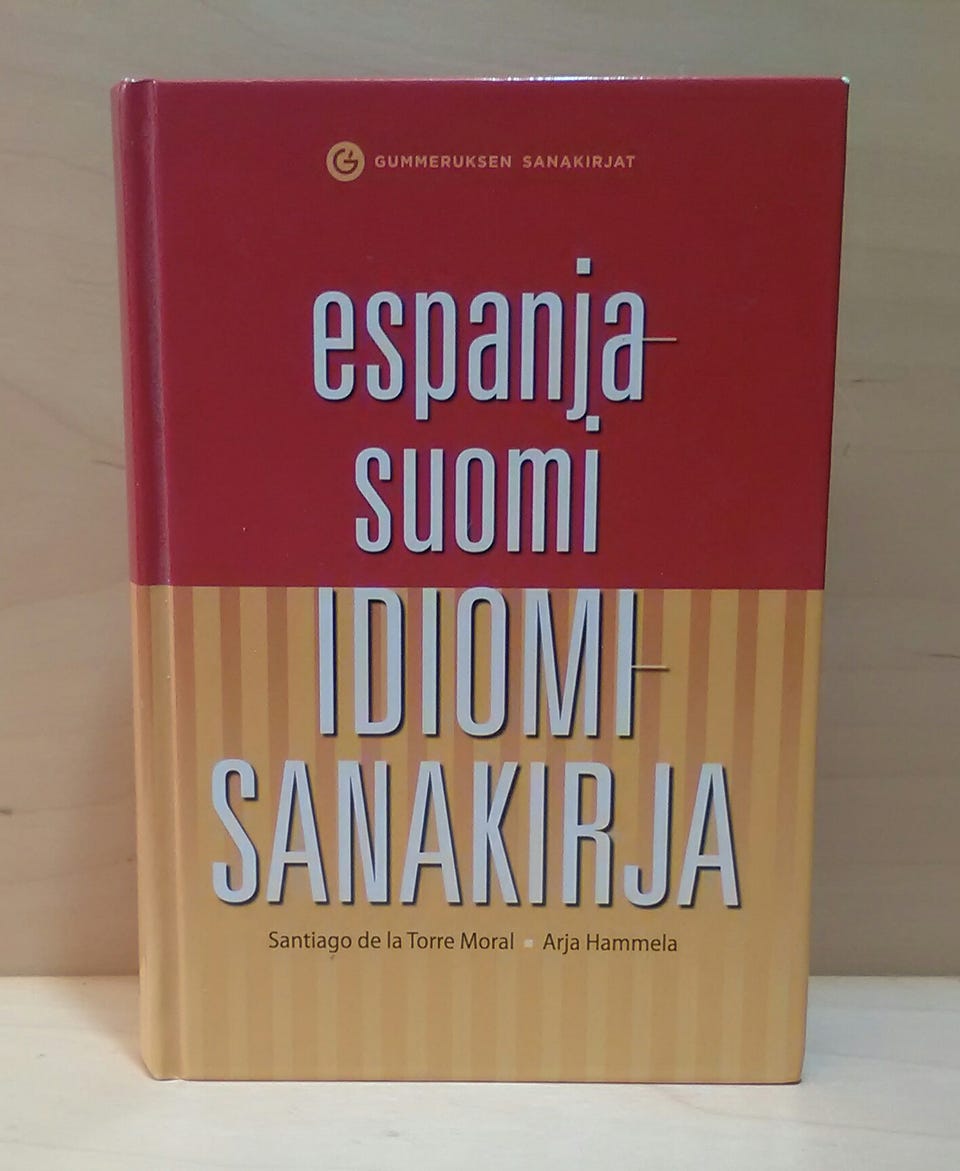 GUMMERUKSEN SANAKIRJAT
espanja-
suomi
IDIOMI-
SANAKIRJA
Santiago de la Torre Moral ▪ Arja Hammela